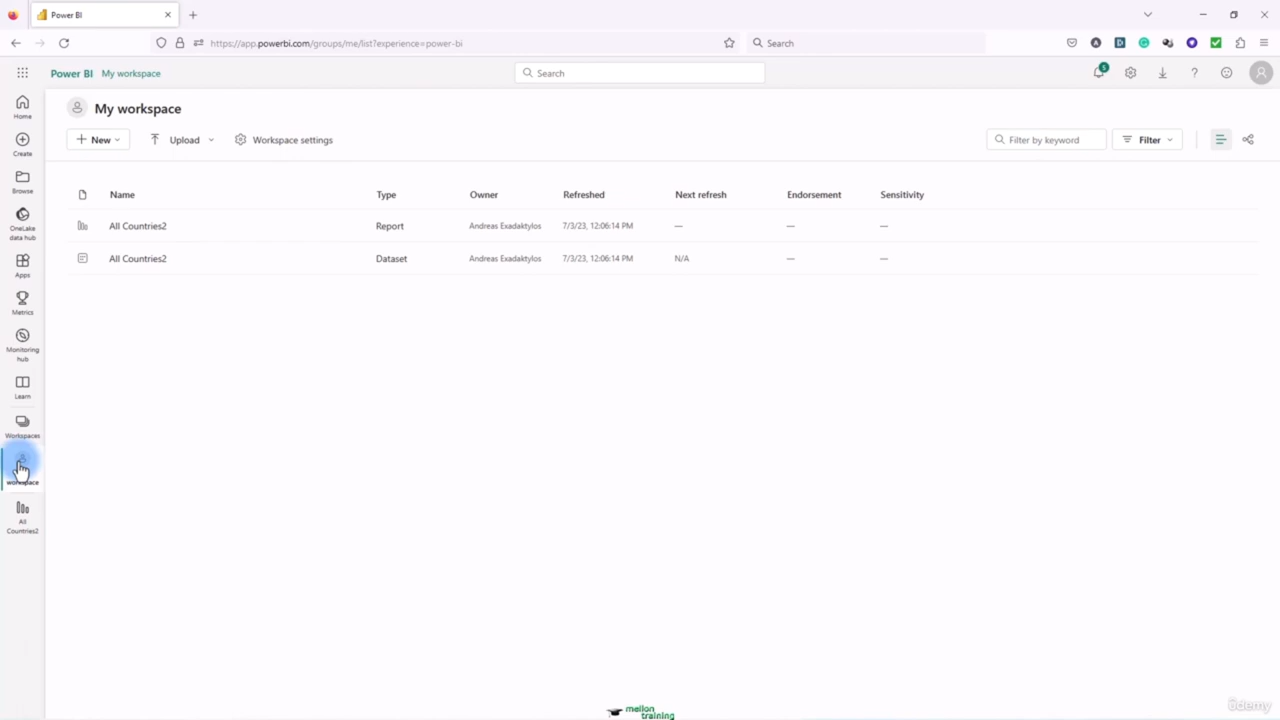 Power BI
https://app.powerbi.com/groups/me/list?experience=power-bi
Search
Power BI My workspace
Search
5
Home
Create
Browse
OneLake
data hub
Apps
Metrics
Monitoring
hub
Learn
Workspaces
workspace
All
Countries2
My workspace
New Upload Workspace settings
Filter by keyword Filter
Name Type Owner Refreshed Next refresh Endorsement Sensitivity
All Countries2 Report Andreas Exadaktylos 7/3/23, 12:06:14 PM — — —
All Countries2 Dataset Andreas Exadaktylos 7/3/23, 12:06:14 PM N/A — —
mellon
training
ûdemy